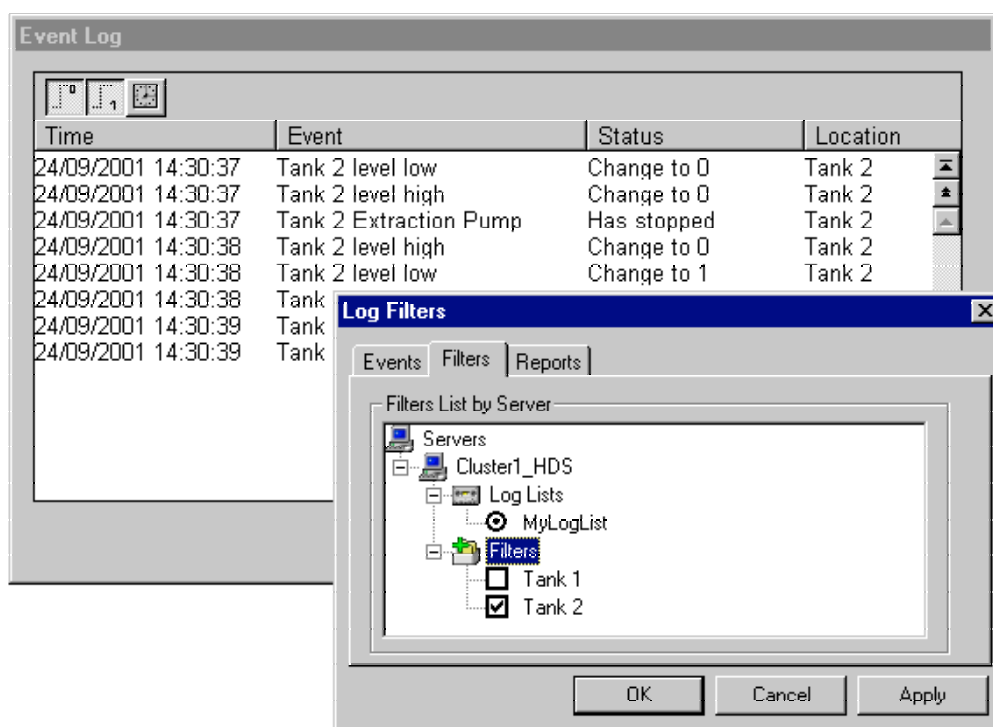 Event Log
0 1
Time Event Status Location
24/09/2001 14:30:37 Tank 2 level low Change to 0 Tank 2
24/09/2001 14:30:37 Tank 2 level high Change to 0 Tank 2
24/09/2001 14:30:37 Tank 2 Extraction Pump Has stopped Tank 2
24/09/2001 14:30:38 Tank 2 level high Change to 0 Tank 2
24/09/2001 14:30:38 Tank 2 level low Change to 1 Tank 2
24/09/2001 14:30:38 Tank
24/09/2001 14:30:39 Tank
24/09/2001 14:30:39 Tank
Log Filters
Events Filters Reports
Filters List by Server
Servers
Cluster1_HDS
Log Lists
MyLogList
Filters
Tank 1
Tank 2
OK Cancel Apply